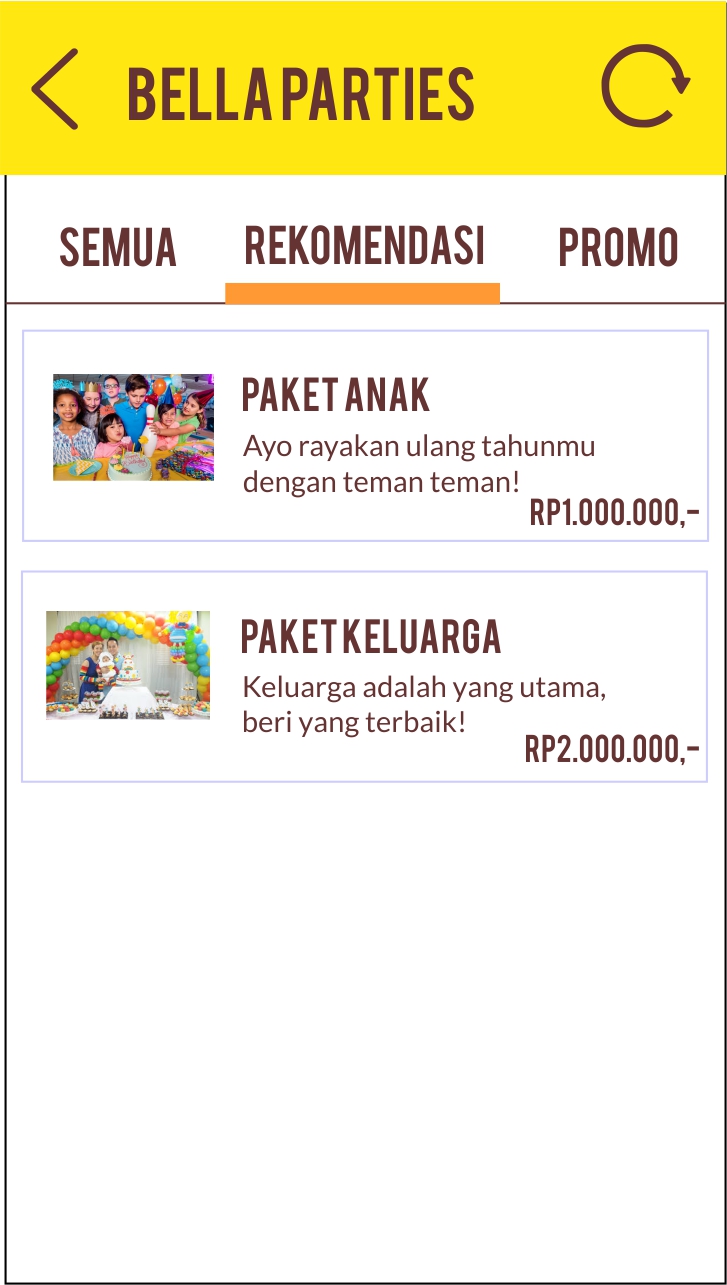 BELLA PARTIES
SEMUA REKOMENDASI PROMO
PAKET ANAK
Ayo rayakan ulang tahunmu
dengan teman teman!
RP1.000.000,-
PAKET KELUARGA
Keluarga adalah yang utama,
beri yang terbaik!
RP2.000.000,-